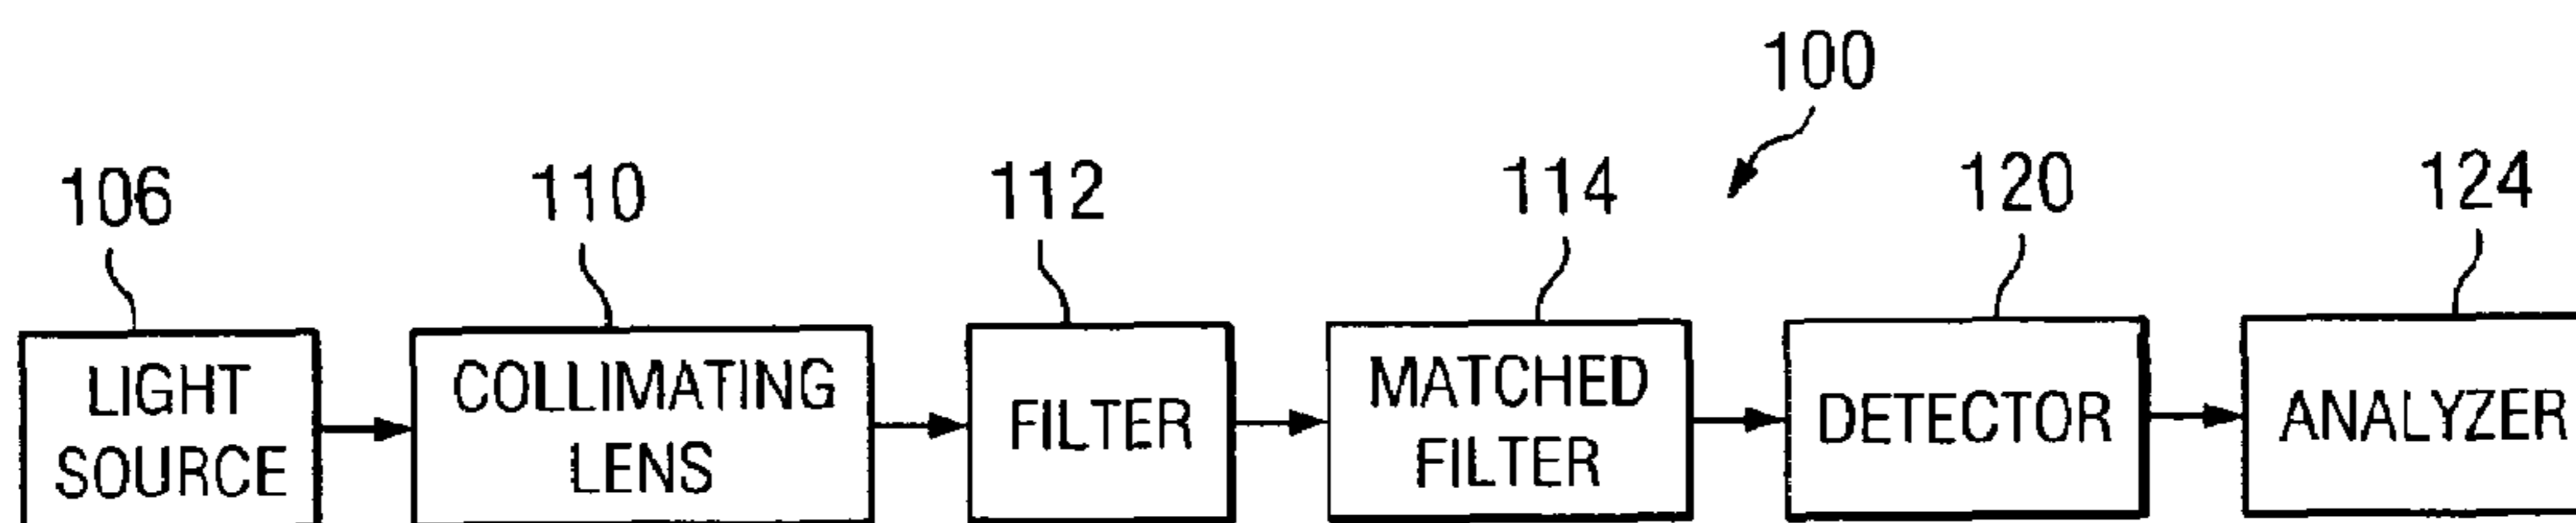 100
106
110
112
114
120
124
LIGHT
SOURCE
COLLIMATING
LENS
FILTER
MATCHED
FILTER
DETECTOR
ANALYZER